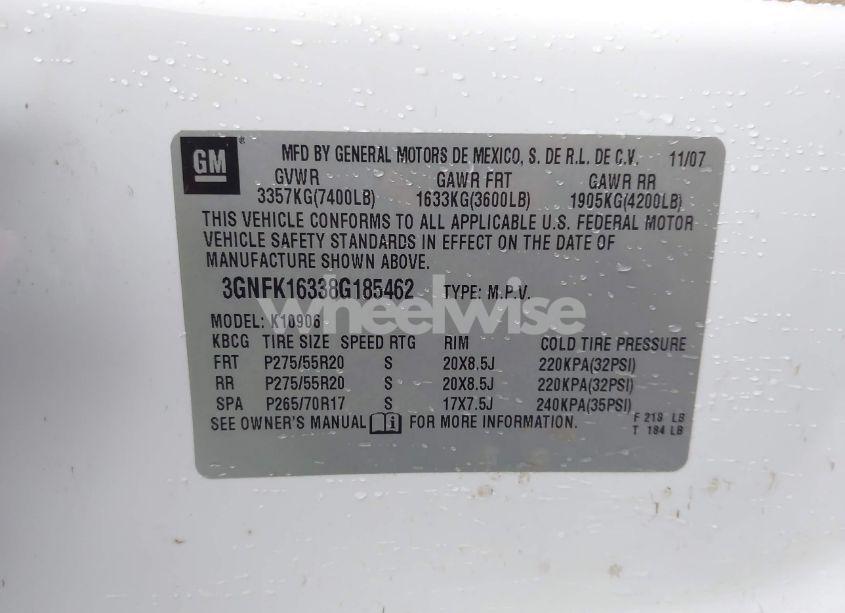 GM ® MFD BY GENERAL MOTORS DE MEXICO, S. DE R.L. DE C.V. 11/07
GVWR GAWR FRT GAWR RR
3357KG(7400LB) 1633KG(3600LB) 1905KG(4200LB)
THIS VEHICLE CONFORMS TO ALL APPLICABLE U.S. FEDERAL MOTOR
VEHICLE SAFETY STANDARDS IN EFFECT ON THE DATE OF
MANUFACTURE SHOWN ABOVE.
3GNFK16338G185462 TYPE: M.P.V.
wheelwise
MODEL: K10906
KBCG TIRE SIZE SPEED RTG RIM COLD TIRE PRESSURE
FRT P275/55R20 S 20X8.5J 220KPA(32PSI)
RR P275/55R20 S 20X8.5J 220KPA(32PSI)
SPA P265/70R17 S 17X7.5J 240KPA(35PSI)
SEE OWNER'S MANUAL i FOR MORE INFORMATION.
F 218 LB
T 184 LB